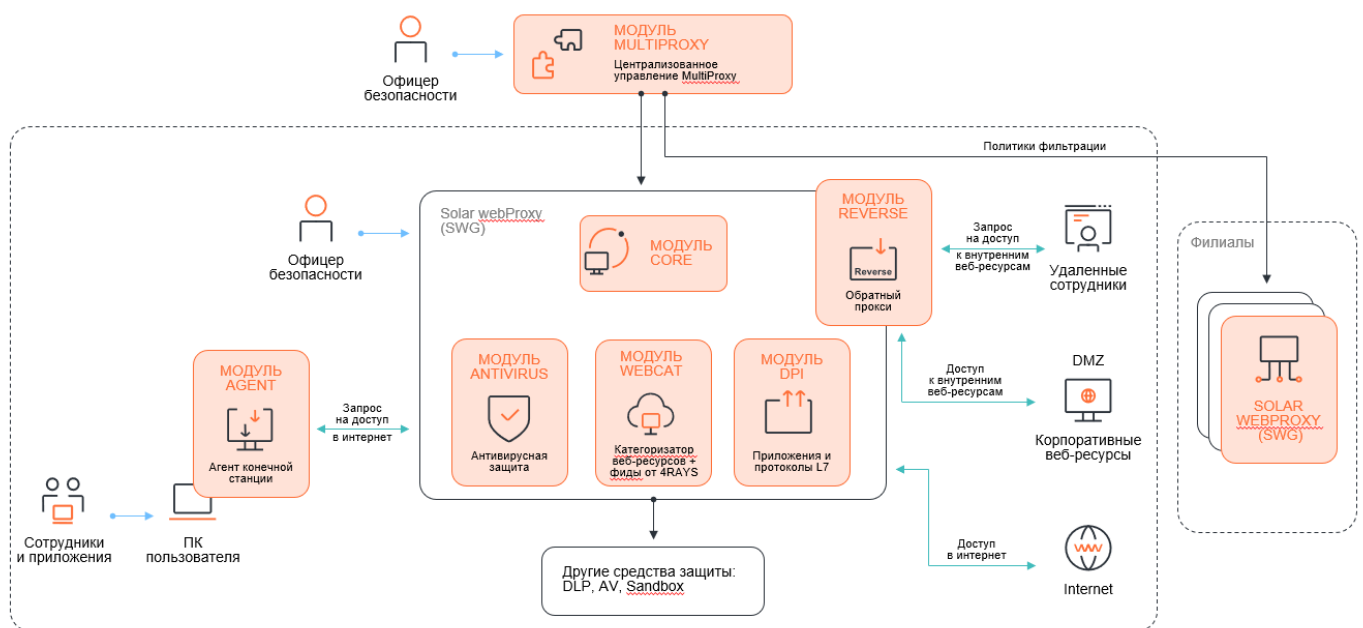 МОДУЛЬ
MULTIPROXY
Централизованное
управление MultiProxy
Офицер
безопасности
Политики фильтрации
Solar webProxy
(SWG)
МОДУЛЬ
CORE
МОДУЛЬ
REVERSE
Reverse
Обратный
прокси
Запрос
на доступ
к внутренним
веб-ресурсам
Удаленные
сотрудники
Филиалы
Офицер
безопасности
МОДУЛЬ
AGENT
Агент конечной
станции
Запрос
на доступ
в интернет
МОДУЛЬ
ANTIVIRUS
Антивирусная
защита
МОДУЛЬ
WEBCAT
Категоризатор
веб-ресурсов +
фиды от 4RAYS
МОДУЛЬ
DPI
Приложения и
протоколы L7
Доступ
к внутренним
веб-ресурсам
DMZ
Корпоративные
веб-ресурсы
SOLAR
WEBPROXY
(SWG)
Сотрудники
и приложения
ПК
пользователя
Другие средства защиты:
DLP, AV, Sandbox
Доступ
в интернет
Internet